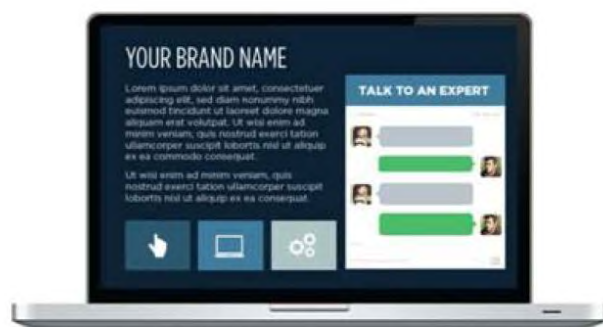 YOUR BRAND NAME
Lorem ipsum dolor sit amet, consectetuer
adipiscing elit, sed diam nonummy nibh
euismod tincidunt ut laoreet dolore magna
aliquam erat volutpat. Ut wisi enim ad
minim veniam, quis nostrud exerci tation
ullamcorper suscipit lobortis nisl ut aliquip
ex ea commodo consequat.
Ut wisi enim ad minim veniam, quis
nostrud exerci tation ullamcorper suscipit
lobortis nisl ut aliquip ex ea consequat.
TALK TO AN EXPERT